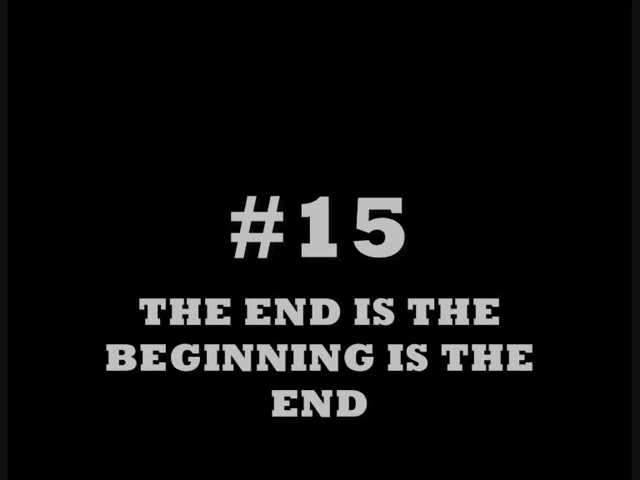 #15
THE END IS THE
BEGINNING IS THE
END